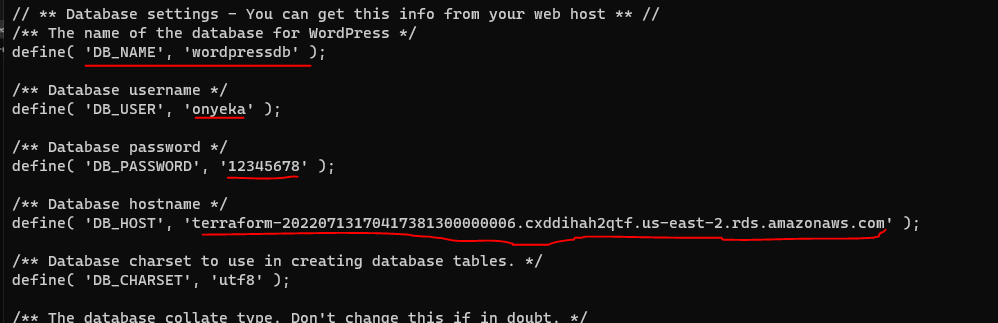 // ** Database settings - You can get this info from your web host ** //
/** The name of the database for WordPress */
define( 'DB_NAME', 'wordpressdb' );
/** Database username */
define( 'DB_USER', 'onyeka' );
/** Database password */
define( 'DB_PASSWORD', '12345678' );
/** Database hostname */
define( 'DB_HOST', 'terraform-20220713170417381300000006.cxddihah2qtf.us-east-2.rds.amazonaws.com' );
/** Database charset to use in creating database tables. */
define( 'DB_CHARSET', 'utf8' );
/** The database collate type. Don't change this if in doubt. */